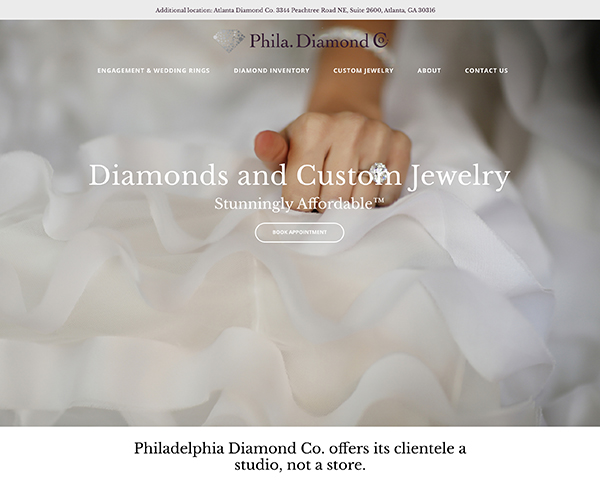 Additional location: Atlanta Diamond Co. 3344 Peachtree Road NE, Suite 2600, Atlanta, GA 30316
Phila. Diamond Co
ENGAGEMENT & WEDDING RINGS DIAMOND INVENTORY CUSTOM JEWELRY ABOUT CONTACT US
Diamonds and Custom Jewelry
Stunningly Affordable™
BOOK APPOINTMENT
Philadelphia Diamond Co. offers its clientele a
studio, not a store.